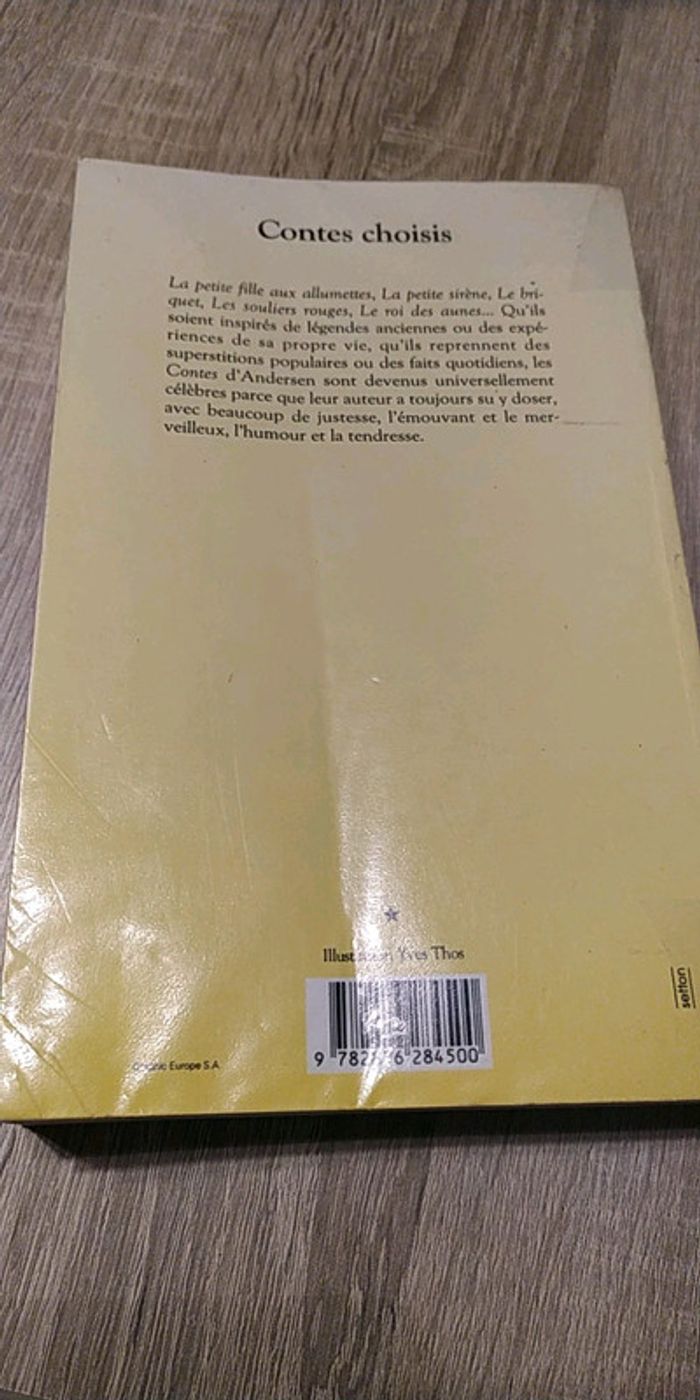 Contes choisis
La petite fille aux allumettes, La petite sirène, Le bri-
quet, Les souliers rouges, Le roi des aunes... Qu'ils
soient inspirés de légendes anciennes ou des expé-
riences de sa propre vie, qu'ils reprennent des
superstitions populaires ou des faits quotidiens, les
Contes d'Andersen sont devenus universellement
célèbres parce que leur auteur a toujours su y doser,
avec beaucoup de justesse, l'émouvant et le mer-
veilleux, l'humour et la tendresse.
Yves Thos
setton
284500
Europe S.A.